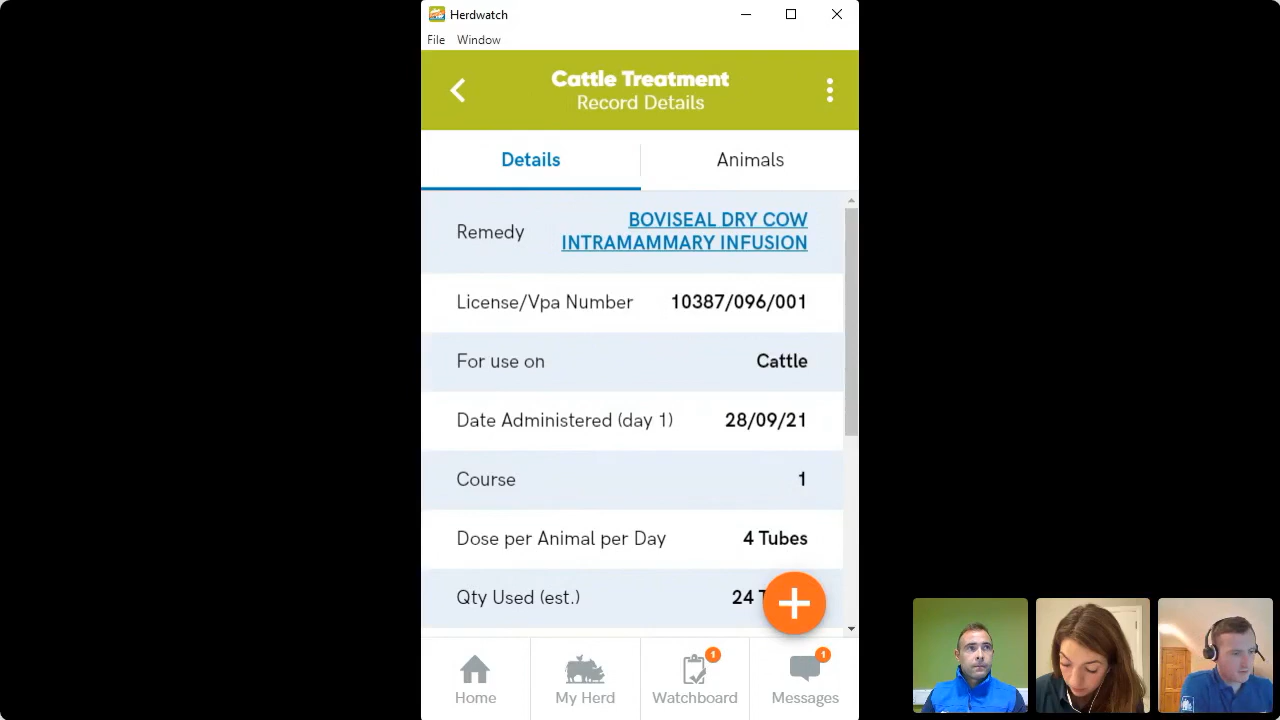 Herdwatch
File Window
Cattle Treatment
Record Details
Details Animals
Remedy BOVISEAL DRY COW
INTRAMAMMARY INFUSION
License/Vpa Number 10387/096/001
For use on Cattle
Date Administered (day 1) 28/09/21
Course 1
Dose per Animal per Day 4 Tubes
Qty Used (est.) 24
1 1
Home My Herd Watchboard Messages